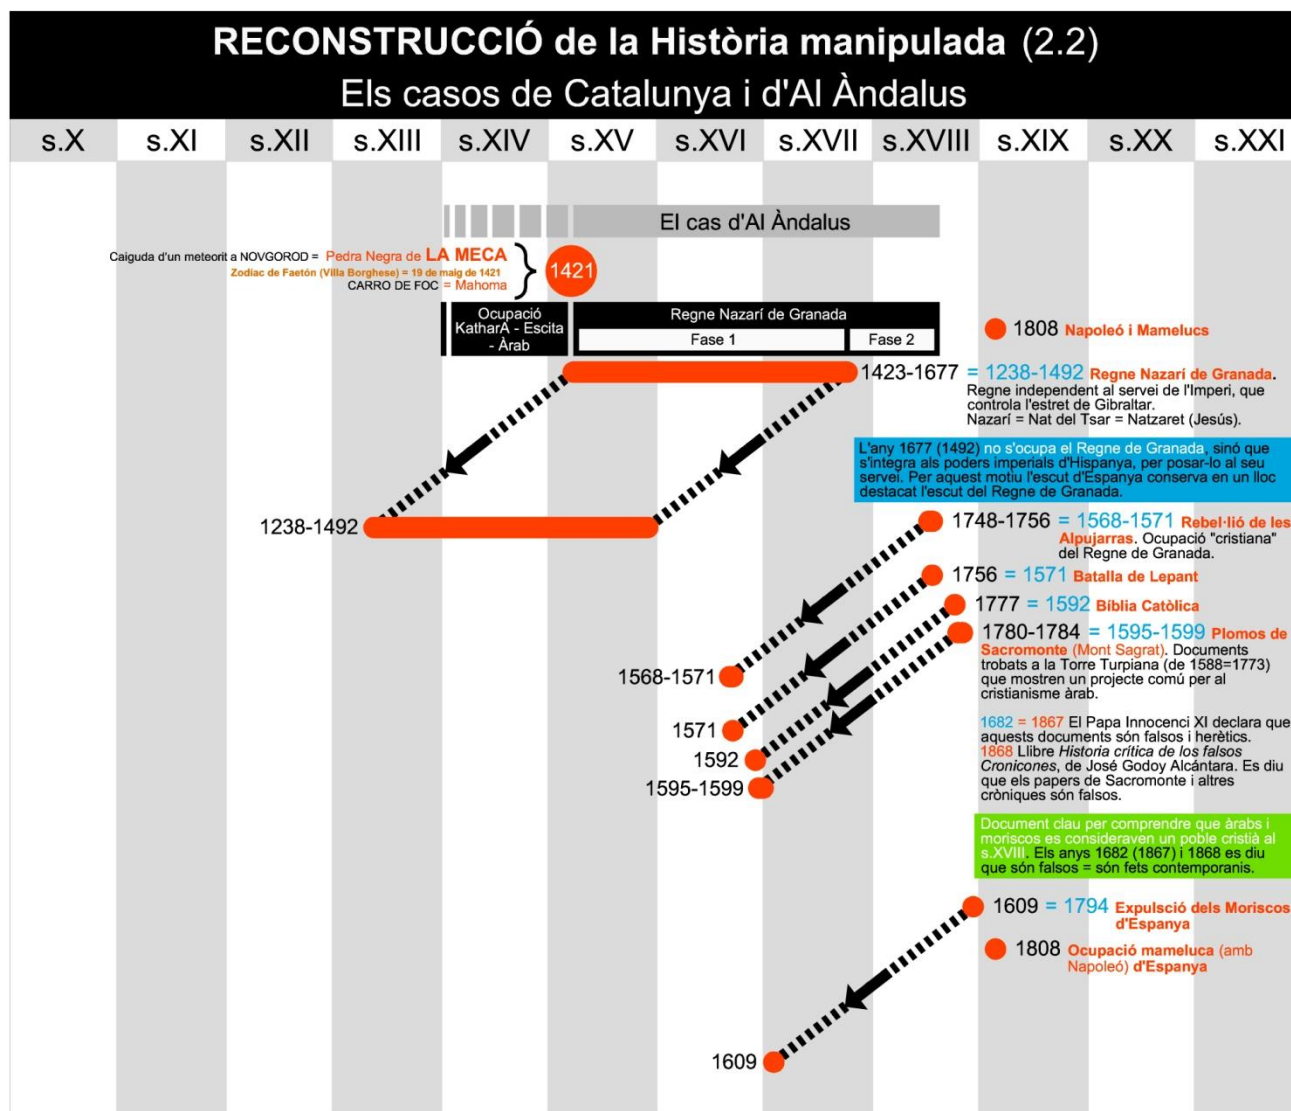 RECONSTRUCCIÓ de la Història manipulada (2.2)
Els casos de Catalunya i d'Al Àndalus
s.X s.XI s.XII s.XIII s.XIV s.XV s.XVI s.XVII s.XVIII s.XIX s.XX s.XXI
El cas d'Al Àndalus
Caiguda d'un meteorit a NOVGOROD = Pedra Negra de LA MECA
Zodíac de Faetón (Villa Borghese) = 19 de maig de 1421
CARRO DE FOC = Mahoma
1421
Ocupació
KatharA - Escita
- Àrab
Regne Nazarí de Granada
Fase 1
Fase 2
1808 Napoleó i Mamelucs
1423-1677 = 1238-1492 Regne Nazarí de Granada.
Regne independent al servei de l'Imperi, que
controla l'estret de Gibraltar.
Nazarí = Nat del Tsar = Natzaret (Jesús).
L'any 1677 (1492) no s'ocupa el Regne de Granada, sinó que
s'integra als poders imperials d'Hispanya, per posar-lo al seu
servei. Per aquest motiu l'escut d'Espanya conserva en un lloc
destacat l'escut del Regne de Granada.
1238-1492
1748-1756 = 1568-1571 Rebel·lió de les
Alpujarras. Ocupació "cristiana"
del Regne de Granada.
1756 = 1571 Batalla de Lepant
1777 = 1592 Bíblia Catòlica
1780-1784 = 1595-1599 Plomos de
Sacromonte (Mont Sagrat). Documents
trobats a la Torre Turpiana (de 1588=1773)
que mostren un projecte comú per al
cristianisme àrab.
1568-1571
1571
1592
1595-1599
1682 = 1867 El Papa Innocenci XI declara que
aquests documents són falsos i herètics.
1868 Llibre Historia crítica de los falsos
Cronicones, de José Godoy Alcántara. Es diu
que els papers de Sacromonte i altres
cròniques són falsos.
Document clau per comprendre que àrabs i
moriscos es consideraven un poble cristià al
s.XVIII. Els anys 1682 (1867) i 1868 es diu
que són falsos = són fets contemporanis.
1609 = 1794 Expulsció dels Moriscos
d'Espanya
1808 Ocupació mameluca (amb
Napoleó) d'Espanya
1609